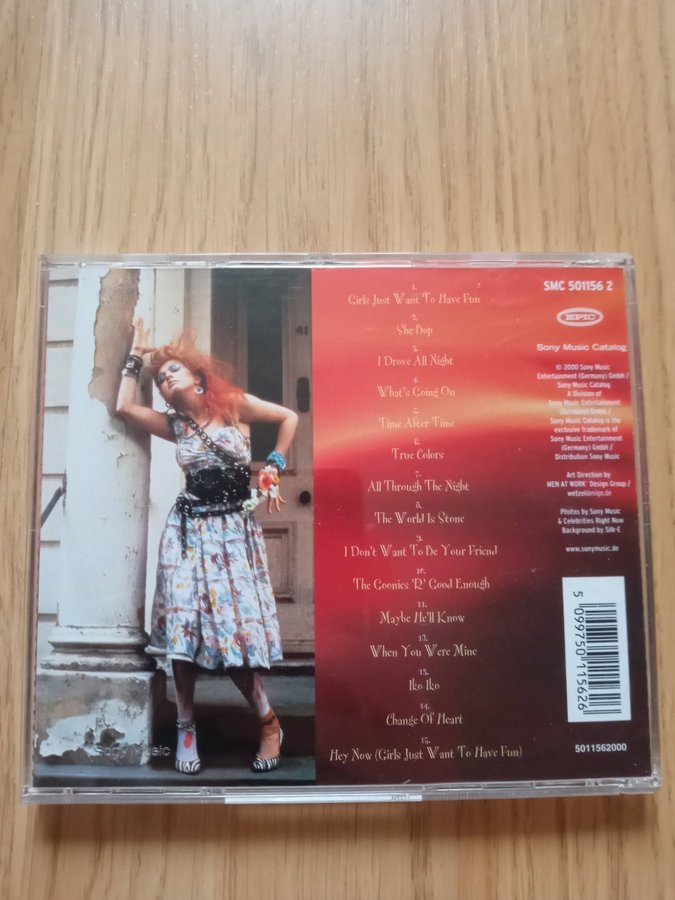 41
1.
Girls Just Want To Have Fun
2.
She Bop
3.
I Drove All Night
4.
What's Going On
5.
Time After Time
6.
True Colors
7.
All Through The Night
8.
The World Is Stone
9.
I Don't Want To Be Your Friend
10.
The Goonies 'R' Good Enough
11.
Maybe He'll Know
12.
When You Were Mine
13.
Iko Iko
14.
Change Of Heart
15.
Hey Now (Girls Just Want To Have Fun)
SMC 501156 2
EPIC
Sony Music Catalog
© 2000 Sony Music
Entertainment (Germany) GmbH /
Sony Music Catalog
A Division of
Sony Music Entertainment
(Germany) GmbH /
Sony Music Catalog is the
exclusive trademark of
Sony Music Entertainment
(Germany) GmbH /
Distribution Sony Music
Art Direction by
MEN AT WORK® Design Group /
wetzeldesign.de
Photos by Sony Music
& Celebrities Right Now
Background by Silk-E
www.sonymusic.de
5 099750 115626
5011562000
Sony Music